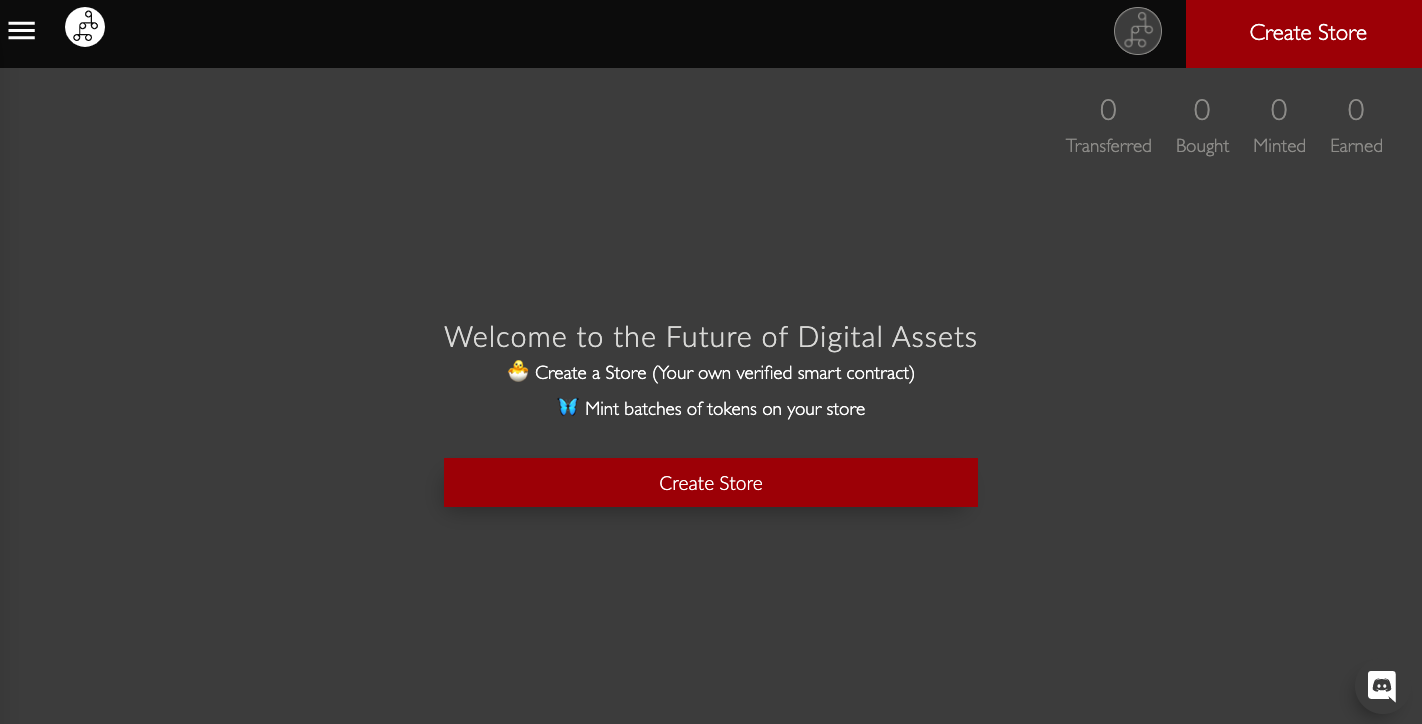 Create Store
0 0 0 0
Transferred Bought Minted Earned
Welcome to the Future of Digital Assets
🐣 Create a Store (Your own verified smart contract)
🦋 Mint batches of tokens on your store
Create Store